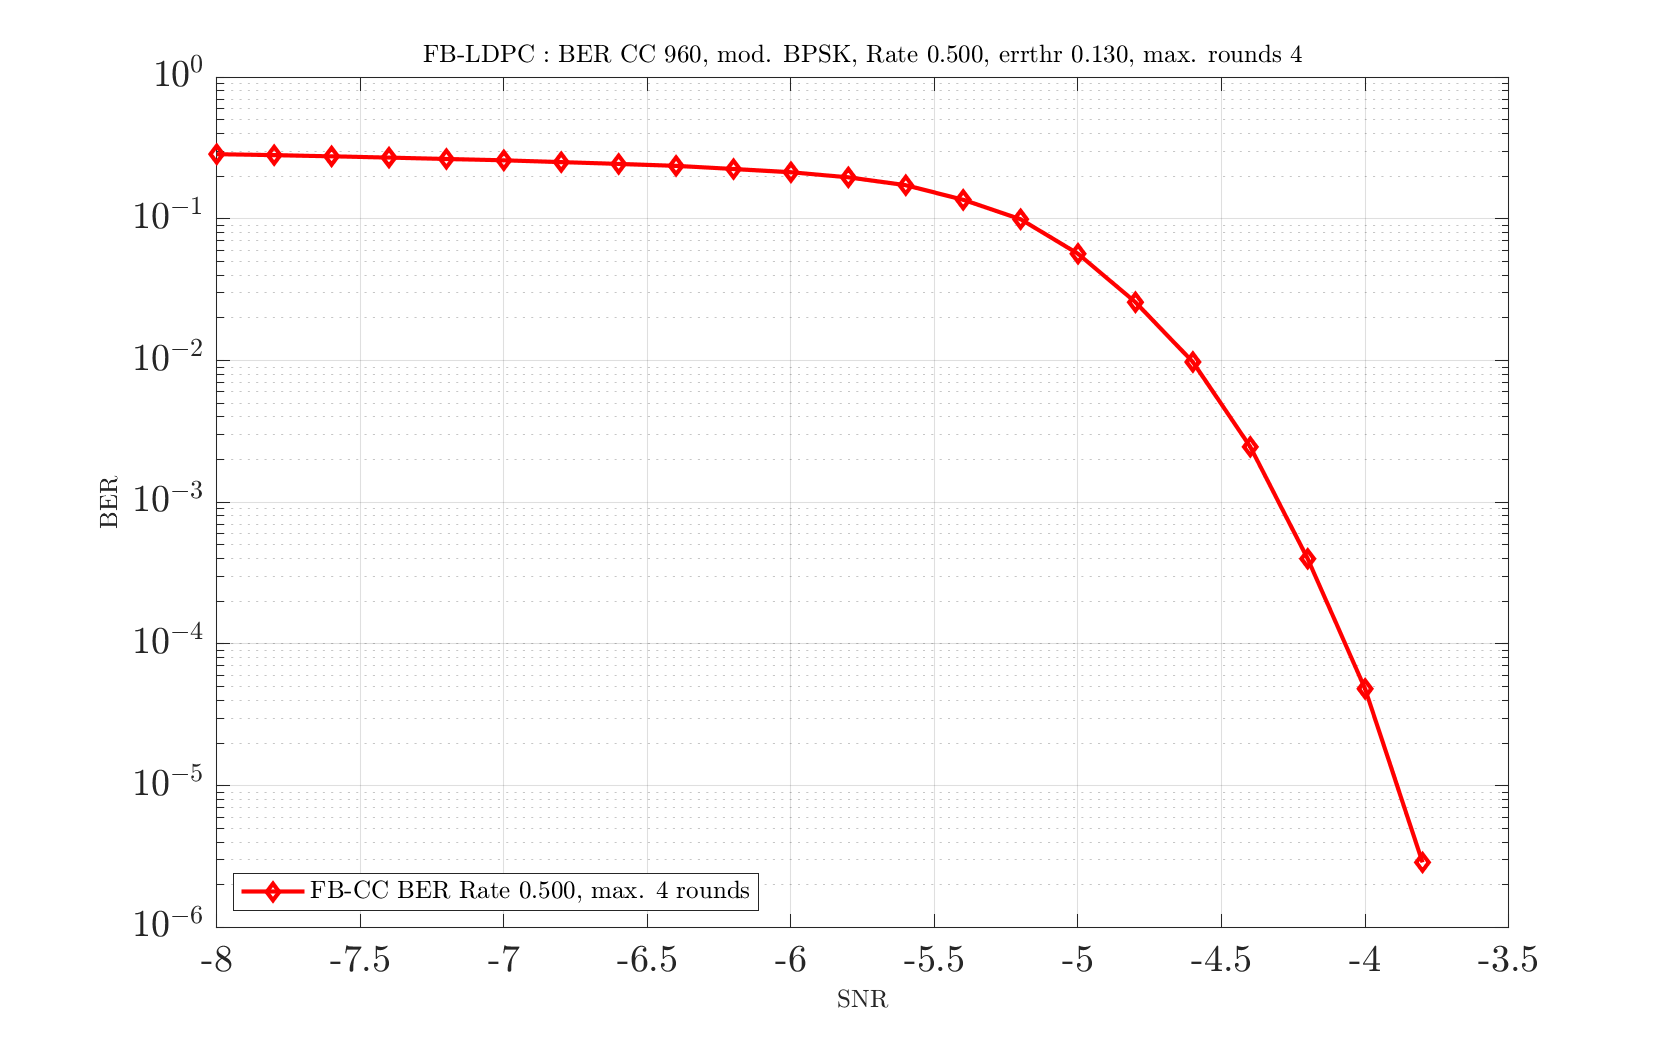 FB-LDPC : BER CC 960, mod. BPSK, Rate 0.500, errthr 0.130, max. rounds 4
10^0
10^{-1}
10^{-2}
10^{-3}
10^{-4}
10^{-5}
10^{-6}
BER
FB-CC BER Rate 0.500, max. 4 rounds
-8 -7.5 -7 -6.5 -6 -5.5 -5 -4.5 -4 -3.5
SNR